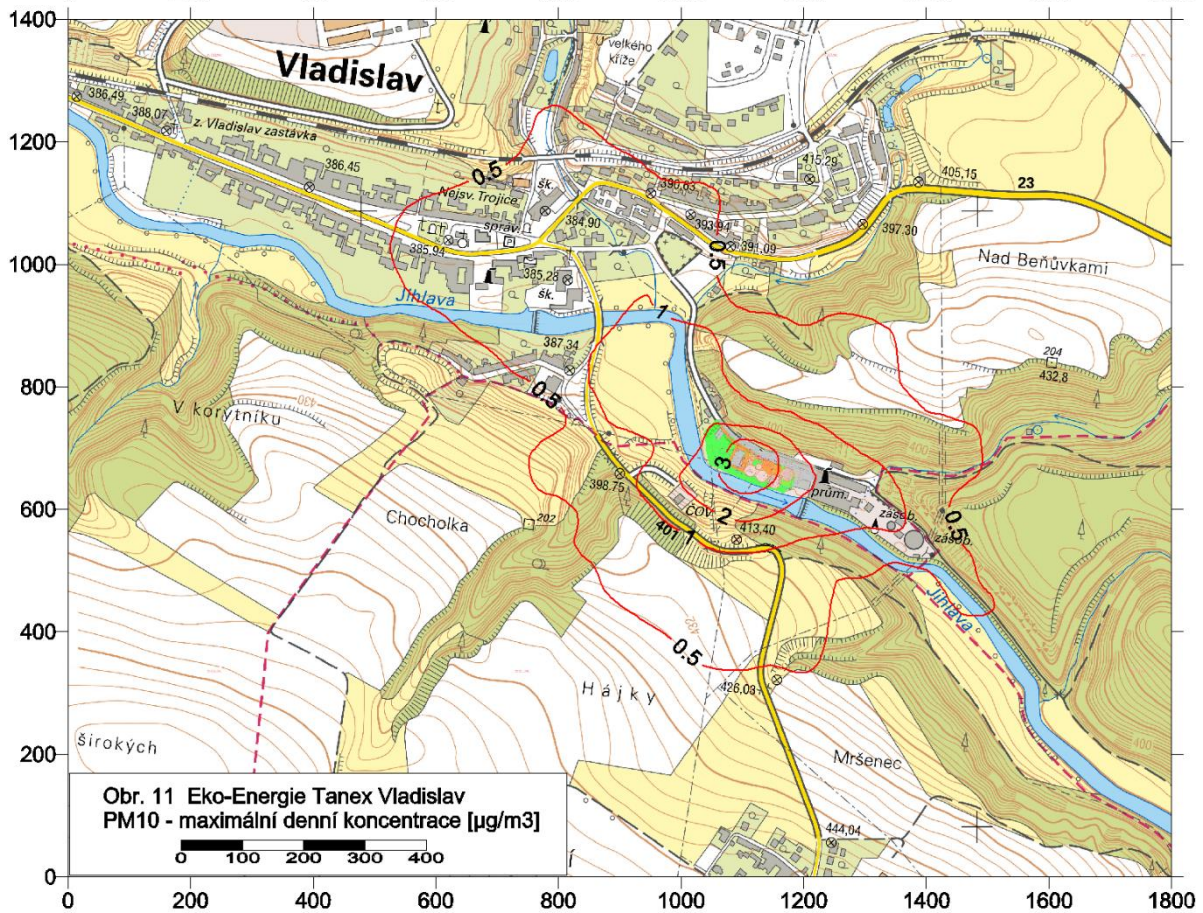 1400
1200
1000
800
600
400
200
0
0 200 400 600 800 1000 1200 1400 1600 1800
Vladislav
velkého
kříže
386,49
388,07
z. Vladislav zastávka
386,45
415,29
405,15
23
0.5
Nejsv. Trojice
šk.
390,63
384,90
393,94
391,09
397,30
0.5
385,94
správ.
P
385,28
šk.
Nad Beňůvkami
Jihlava
1
387,34
204
432,8
0.5
V korytníku
430
400
3
398,75
prům.
zásob.
202
Chocholka
ČOV
2
413,40
401
1
0.5
zásob.
Jihlava
432
0.5
426,03
Hájky
širokých
Mršenec
400
444,04
Obr. 11 Eko-Energie Tanex Vladislav
PM10 - maximální denní koncentrace [µg/m3]
0 100 200 300 400
í